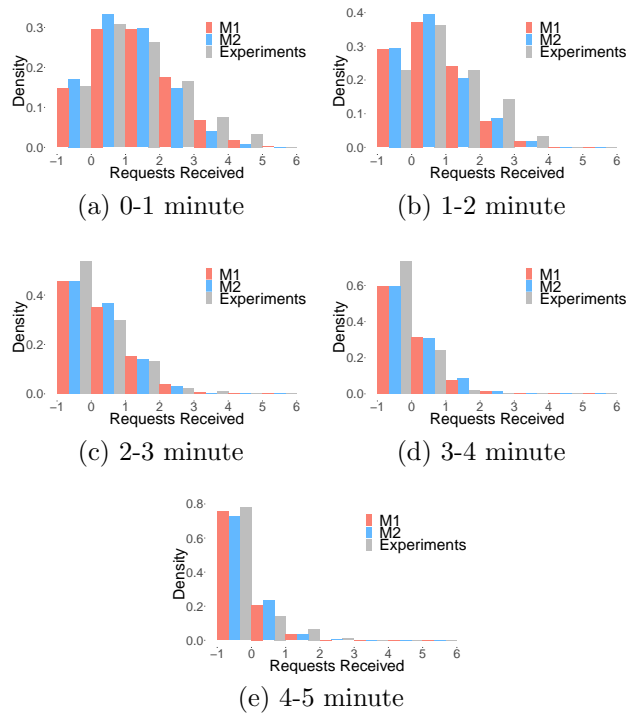 0.3
0.2
0.1
0.0
Density
M1
M2
Experiments
-1 0 1 2 3 4 5 6
Requests Received
(a) 0-1 minute
0.4
0.3
0.2
0.1
0.0
Density
M1
M2
Experiments
-1 0 1 2 3 4 5 6
Requests Received
(b) 1-2 minute
0.4
0.2
0.0
Density
M1
M2
Experiments
-1 0 1 2 3 4 5 6
Requests Received
(c) 2-3 minute
0.6
0.4
0.2
0.0
Density
M1
M2
Experiments
-1 0 1 2 3 4 5 6
Requests Received
(d) 3-4 minute
0.8
0.6
0.4
0.2
0.0
Density
M1
M2
Experiments
-1 0 1 2 3 4 5 6
Requests Received
(e) 4-5 minute